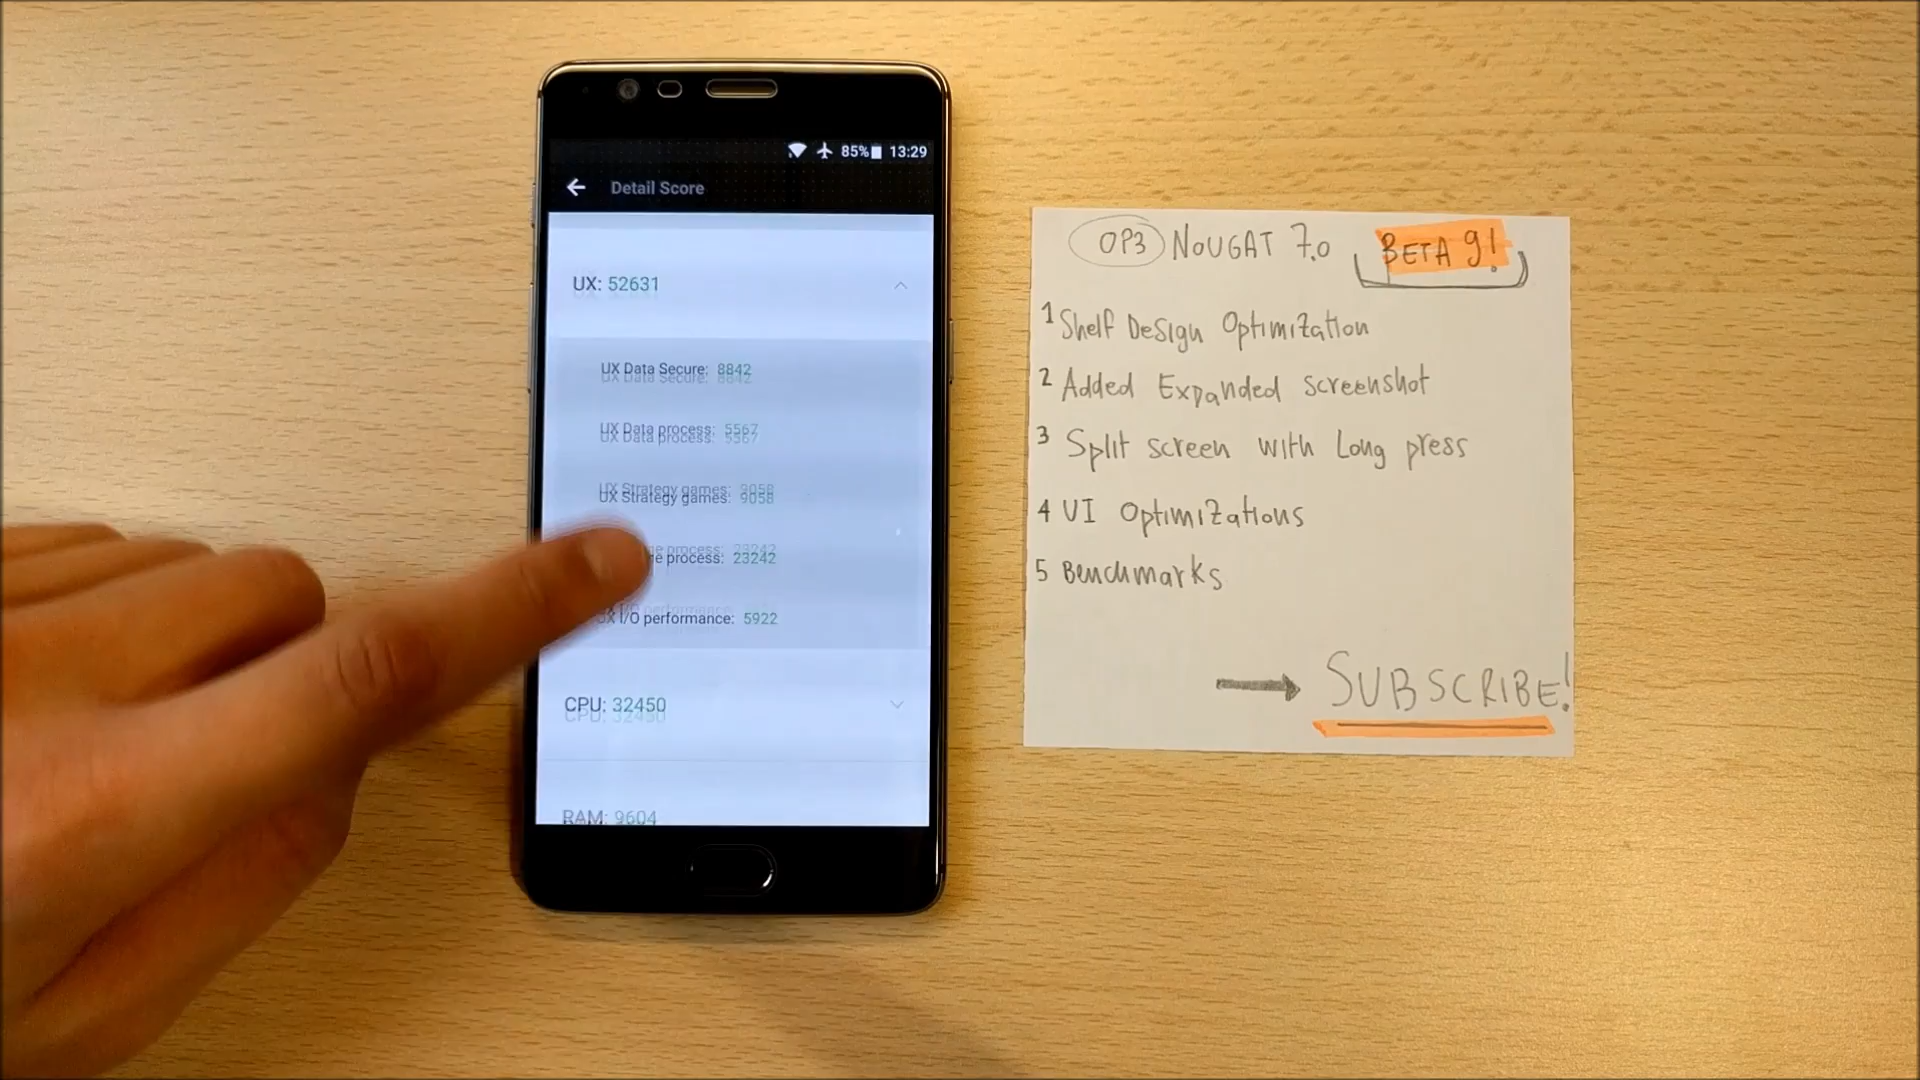 85% 13:29
Detail Score
UX: 52631
UX Data Secure: 8842
UX Data process: 5567
UX Strategy games: 9058
process: 23242
UX I/O performance: 5922
CPU: 32450
RAM: 9604
OP3 NOUGAT 7.0 BETA 9!
1 Shelf Design Optimization
2 Added Expanded screenshot
3 Split screen with Long press
4 UI Optimizations
5 Benchmarks
SUBSCRIBE!